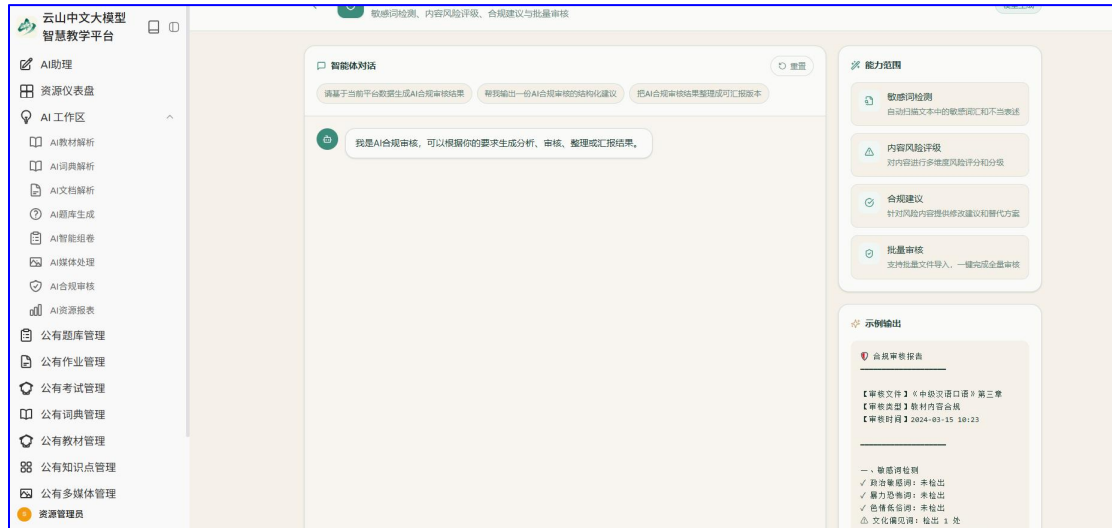 云山中文大模型
智慧教学平台
AI助理
资源仪表盘
AI 工作区
AI教材解析
AI词典解析
AI文档解析
AI题库生成
AI智能组卷
AI媒体处理
AI合规审核
AI资源报表
公有题库管理
公有作业管理
公有考试管理
公有词典管理
公有教材管理
公有知识点管理
公有多媒体管理
资源管理员
敏感词检测、内容风险评级、合规建议与批量审核
智能体对话
重置
请基于当前平台数据生成AI合规审核结果
帮我输出一份AI合规审核的结构化建议
把AI合规审核结果整理成可汇报版本
我是AI合规审核，可以根据你的要求生成分析、审核、整理或汇报结果。
能力范围
敏感词检测
自动扫描文本中的敏感词汇和不当表述
内容风险评级
对内容进行多维度风险评分和分级
合规建议
针对风险内容提供修改建议和替代方案
批量审核
支持批量文件导入，一键完成全量审核
示例输出
合规审核报告
【审核文件】《中级汉语口语》第三章
【审核类型】教材内容合规
【审核时间】2024-03-15 10:23
一、敏感词检测
✓ 政治敏感词：未检出
✓ 暴力恐怖词：未检出
✓ 色情低俗词：未检出
⚠ 文化偏见词：检出 1 处